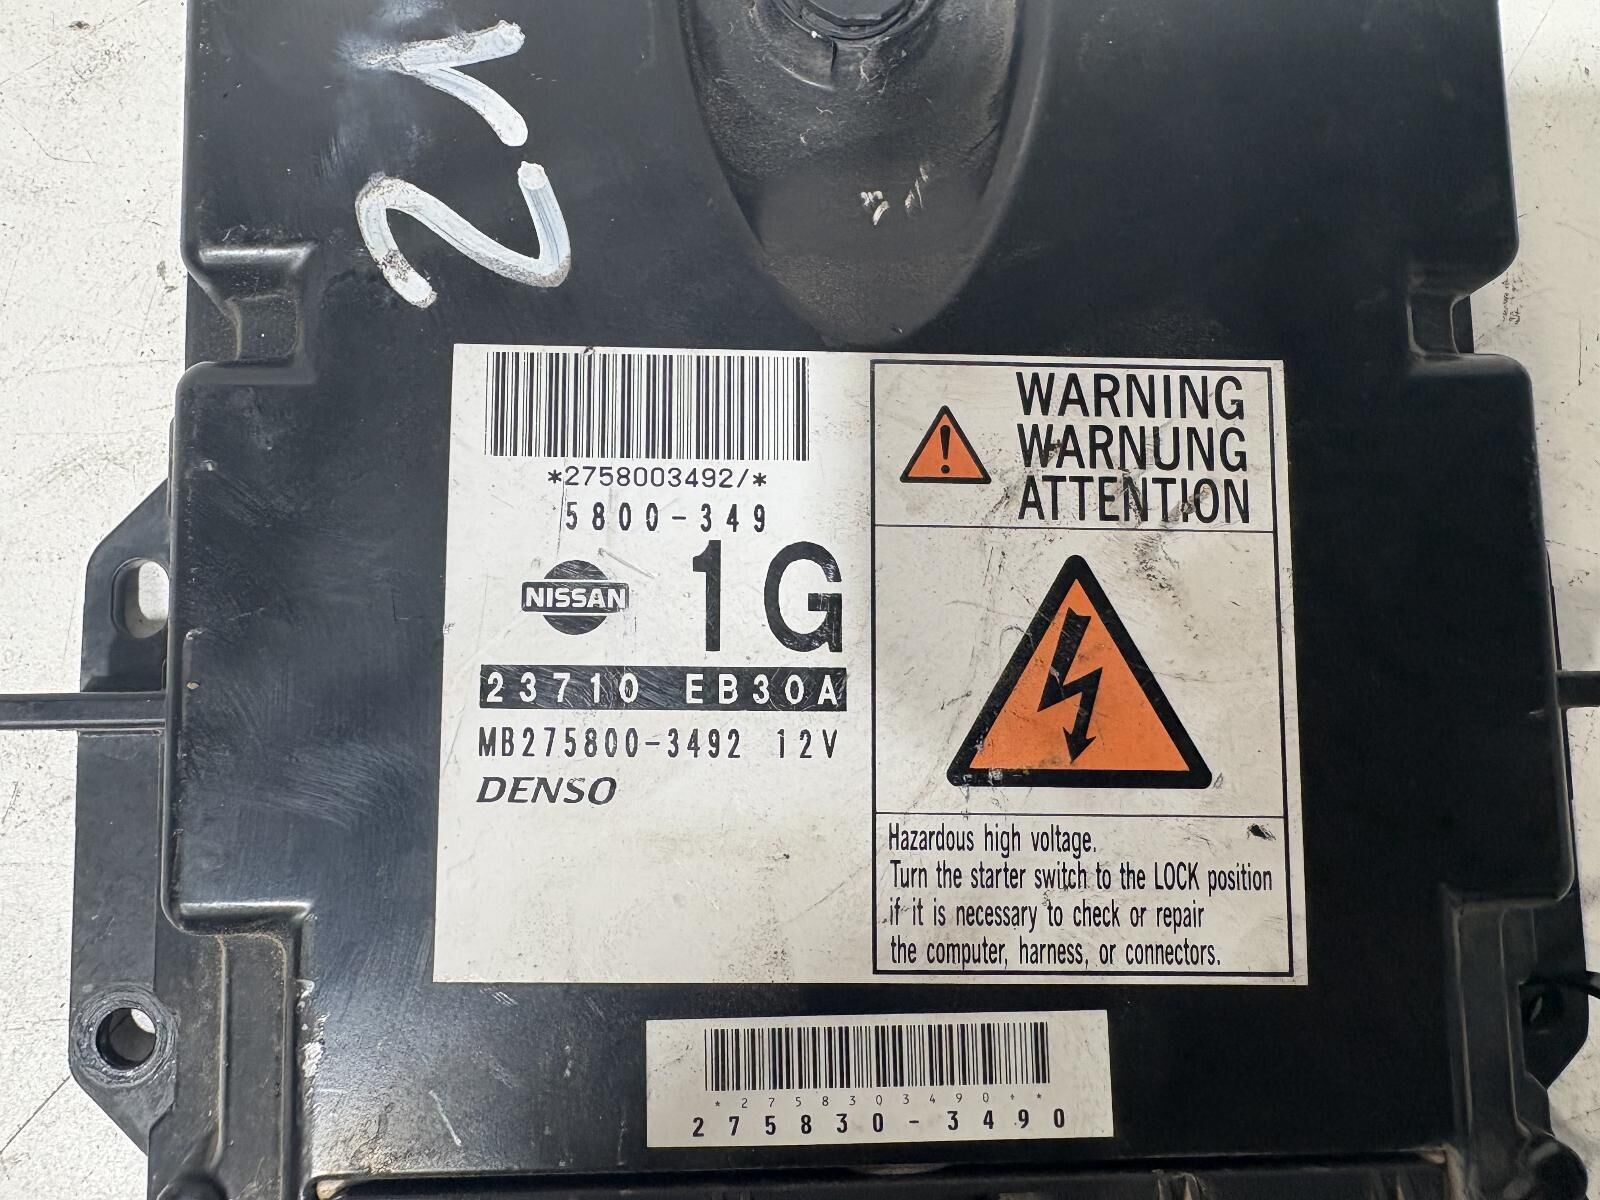 *2758003492/*
5800-349
NISSAN
1G
23710 EB30A
MB275800-3492 12V
DENSO
WARNING
WARNUNG
ATTENTION
Hazardous high voltage.
Turn the starter switch to the LOCK position
if it is necessary to check or repair
the computer, harness, or connectors.
*2758303490+*
275830-3490